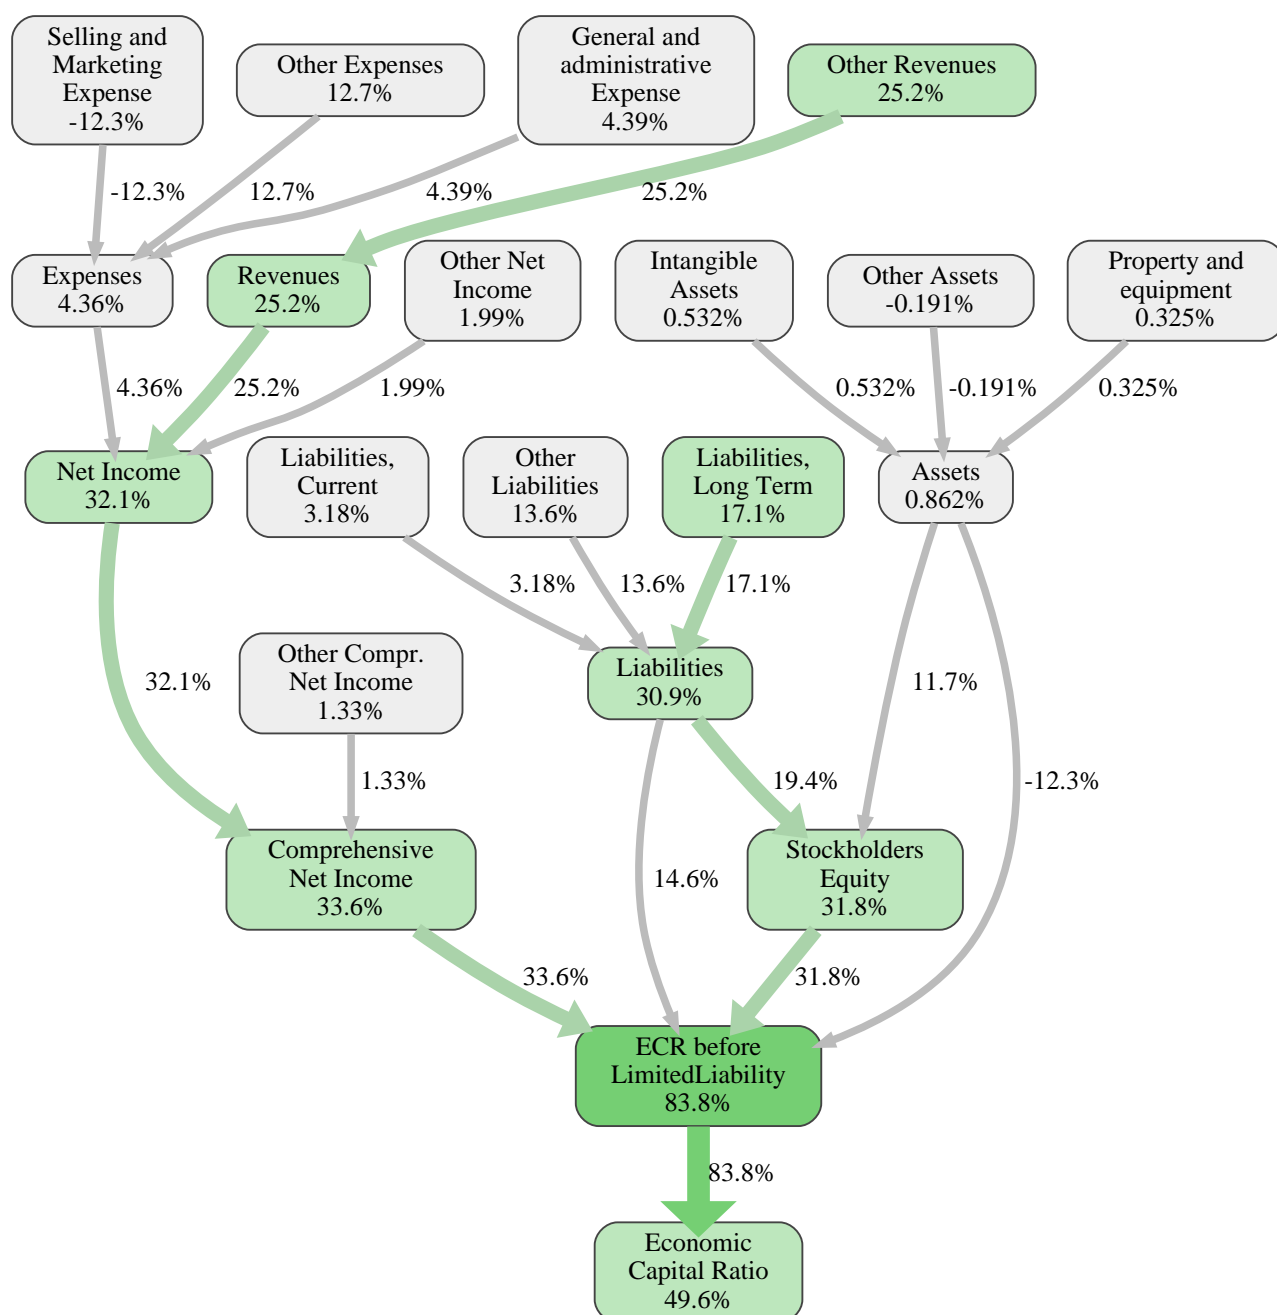 Selling and
Marketing
Expense
-12.3%
Other Expenses
12.7%
General and
administrative
Expense
4.39%
Other Revenues
25.2%
-12.3%
12.7%
4.39%
25.2%
Expenses
4.36%
Revenues
25.2%
Other Net
Income
1.99%
Intangible
Assets
0.532%
Other Assets
-0.191%
Property and
equipment
0.325%
4.36%
25.2%
1.99%
0.532%
-0.191%
0.325%
Net Income
32.1%
Liabilities,
Current
3.18%
Other
Liabilities
13.6%
Liabilities,
Long Term
17.1%
Assets
0.862%
3.18%
13.6%
17.1%
32.1%
Other Compr.
Net Income
1.33%
Liabilities
30.9%
11.7%
1.33%
19.4%
-12.3%
Comprehensive
Net Income
33.6%
14.6%
Stockholders
Equity
31.8%
33.6%
31.8%
ECR before
LimitedLiability
83.8%
83.8%
Economic
Capital Ratio
49.6%